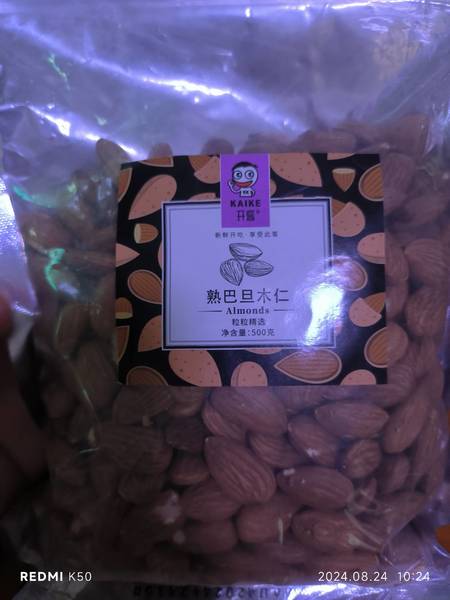 KAIKE
开嗑®
新鲜开吃·享受此客
熟巴旦木仁
Almonds
粒粒精选
净含量:500克
REDMI K50
2024.08.24 10:24